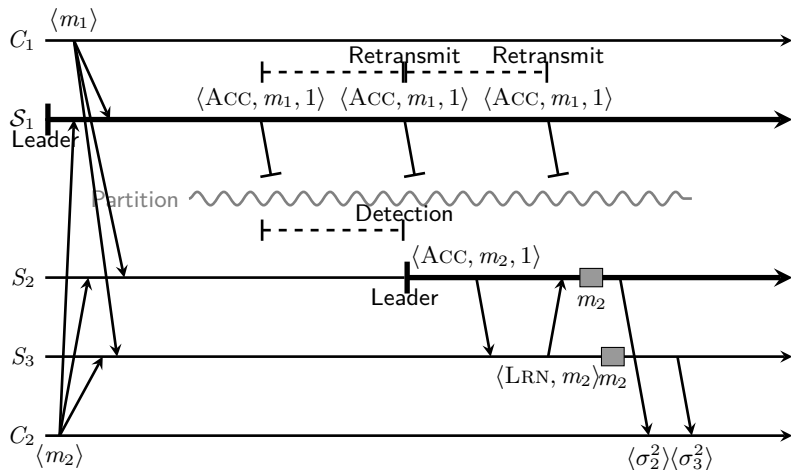 ⟨m₁⟩
C₁
Retransmit Retransmit
⟨ACC, m₁, 1⟩ ⟨ACC, m₁, 1⟩ ⟨ACC, m₁, 1⟩
𝒮₁
Leader
Partition
Detection
⟨ACC, m₂, 1⟩
S₂
Leader m₂
S₃
⟨LRN, m₂⟩ m₂
C₂
⟨m₂⟩ ⟨σ₂²⟩ ⟨σ₃²⟩